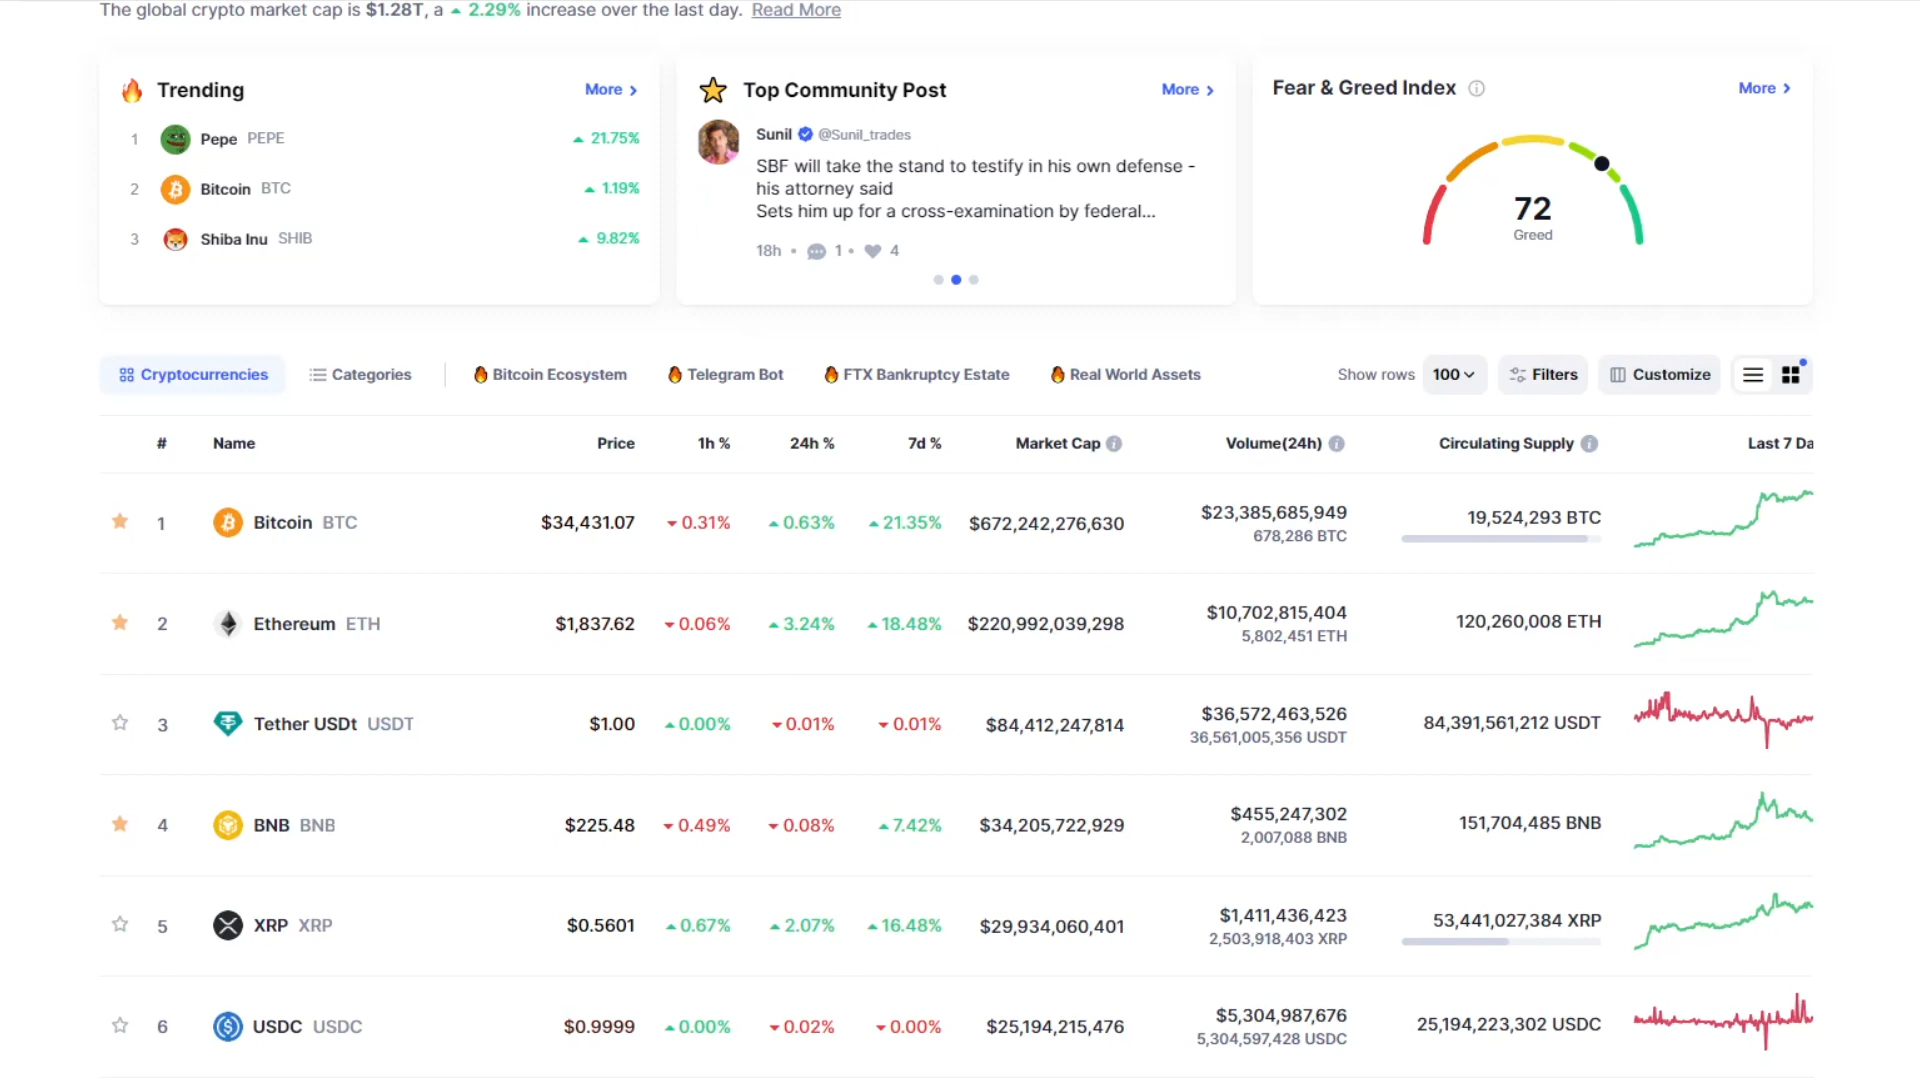 The global crypto market cap is $1.28T, a 2.29% increase over the last day. Read More
Trending
More
1 Pepe PEPE 21.75%
2 Bitcoin BTC 1.19%
3 Shiba Inu SHIB 9.82%
Top Community Post
More
Sunil @Sunil_trades
SBF will take the stand to testify in his own defense -
his attorney said
Sets him up for a cross-examination by federal...
18h • 1 • 4
Fear & Greed Index
More
72
Greed
Cryptocurrencies Categories Bitcoin Ecosystem Telegram Bot FTX Bankruptcy Estate Real World Assets Show rows 100 Filters Customize
# Name Price 1h % 24h % 7d % Market Cap Volume(24h) Circulating Supply Last 7 Da
1 Bitcoin BTC $34,431.07 0.31% 0.63% 21.35% $672,242,276,630 $23,385,685,949 19,524,293 BTC
678,286 BTC
2 Ethereum ETH $1,837.62 0.06% 3.24% 18.48% $220,992,039,298 $10,702,815,404 120,260,008 ETH
5,802,451 ETH
3 Tether USDt USDT $1.00 0.00% 0.01% 0.01% $84,412,247,814 $36,572,463,526 84,391,561,212 USDT
36,561,005,356 USDT
4 BNB BNB $225.48 0.49% 0.08% 7.42% $34,205,722,929 $455,247,302 151,704,485 BNB
2,007,088 BNB
5 XRP XRP $0.5601 0.67% 2.07% 16.48% $29,934,060,401 $1,411,436,423 53,441,027,384 XRP
2,503,918,403 XRP
6 USDC USDC $0.9999 0.00% 0.02% 0.00% $25,194,215,476 $5,304,987,676 25,194,223,302 USDC
5,304,597,428 USDC